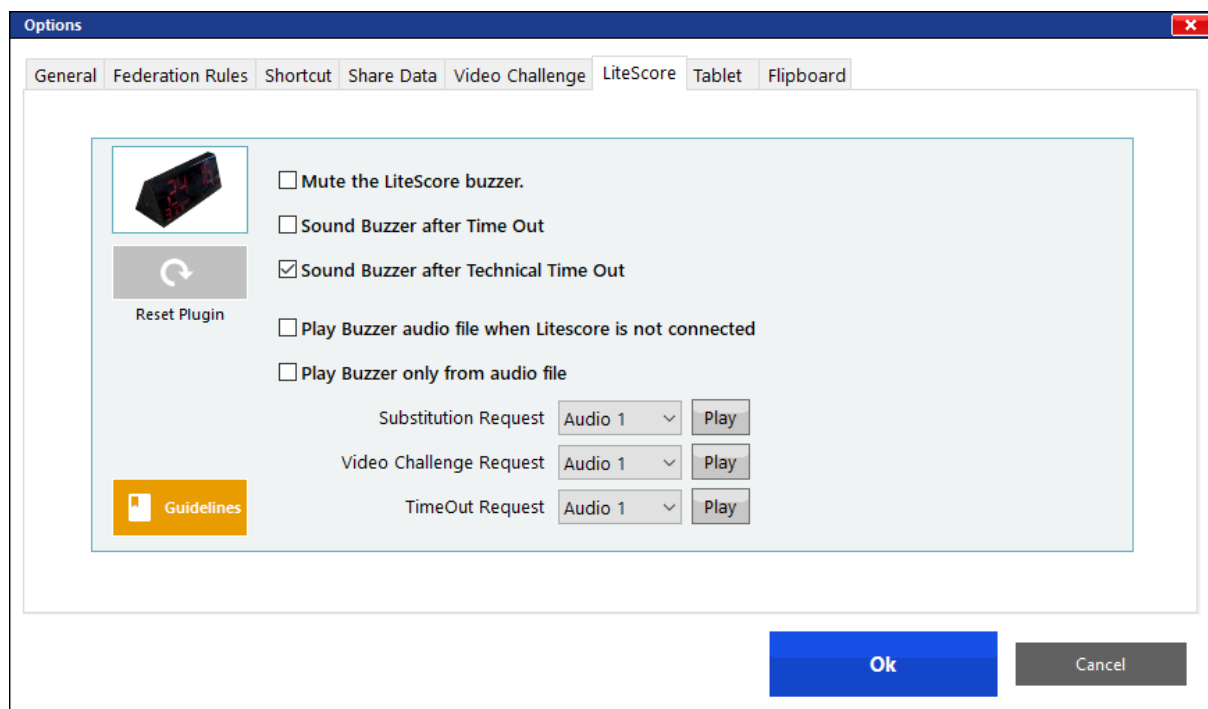 Options
General Federation Rules Shortcut Share Data Video Challenge LiteScore Tablet Flipboard
Mute the LiteScore buzzer.
Sound Buzzer after Time Out
Sound Buzzer after Technical Time Out
Reset Plugin
Play Buzzer audio file when Litescore is not connected
Play Buzzer only from audio file
Substitution Request Audio 1 Play
Video Challenge Request Audio 1 Play
TimeOut Request Audio 1 Play
Guidelines
Ok Cancel